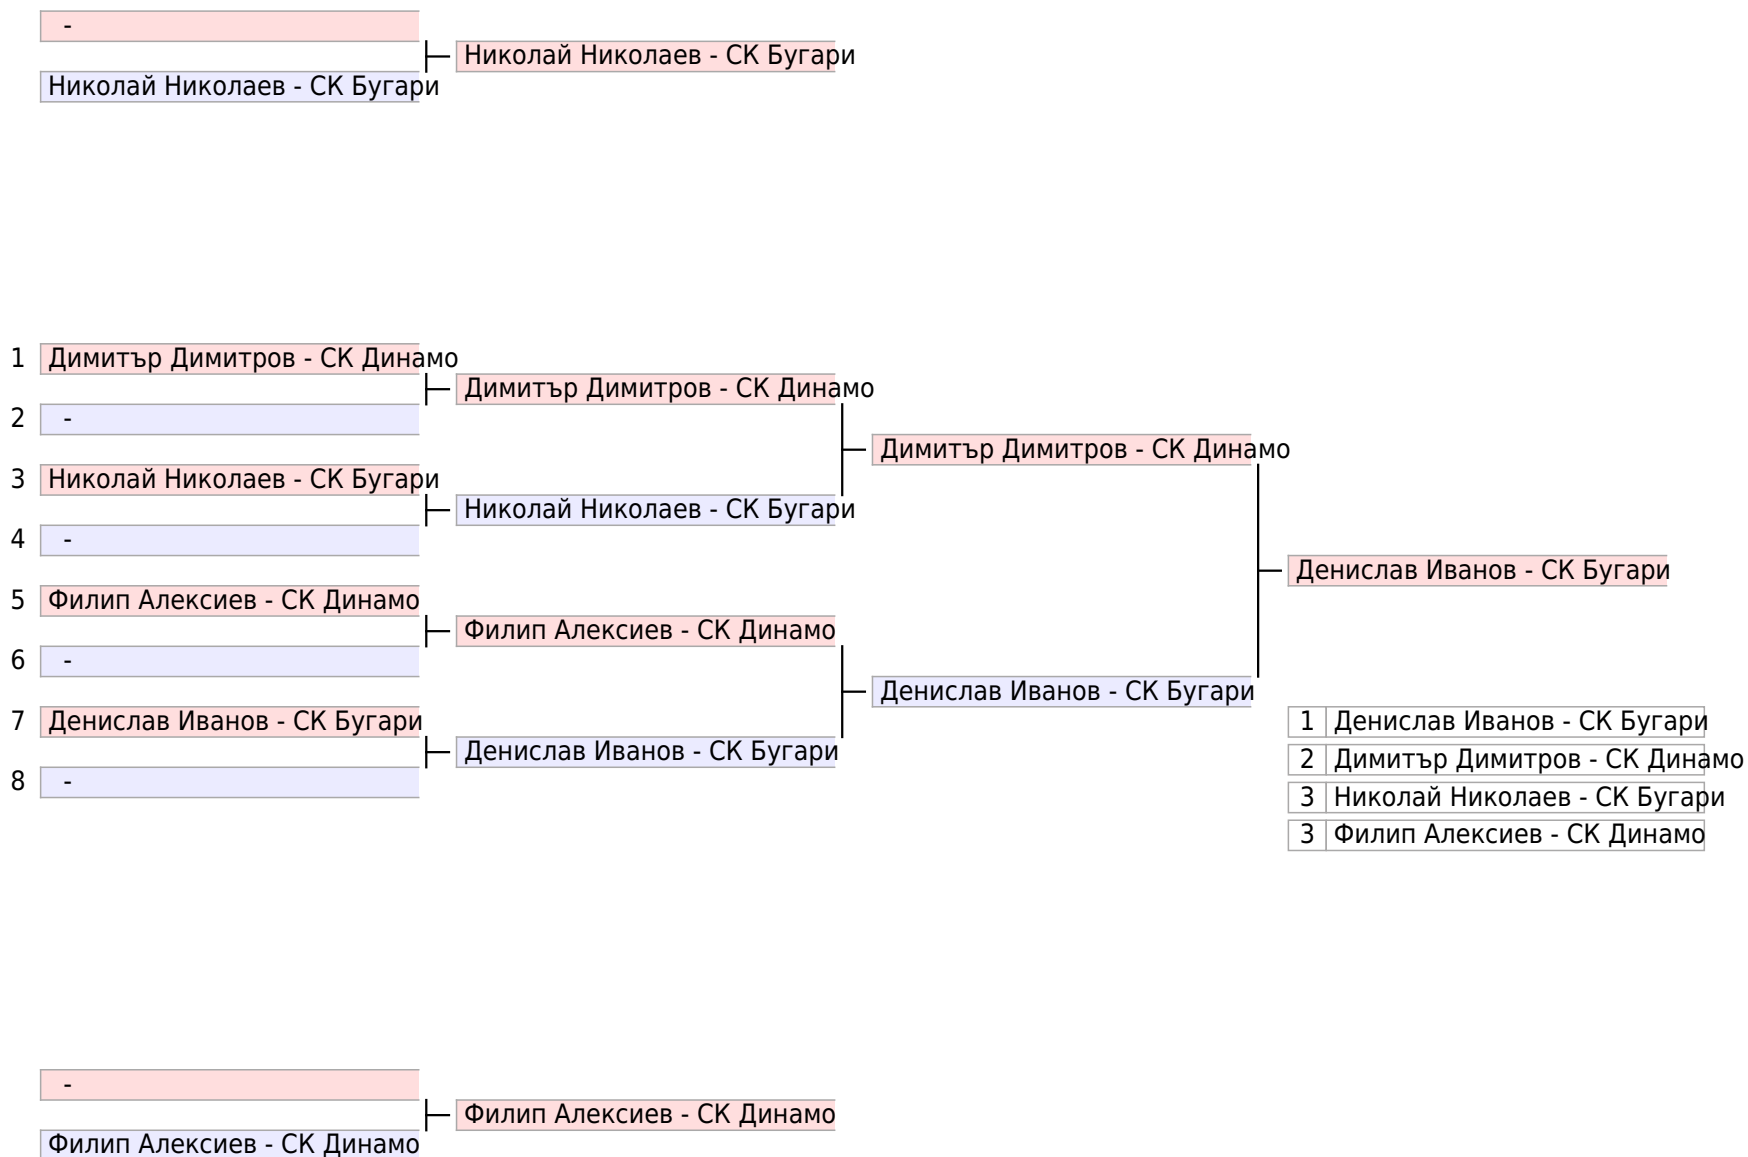 -
Николай Николаев - СК Бугари
Николай Николаев - СК Бугари
1 Димитър Димитров - СК Динамо
Димитър Димитров - СК Динамо
2 -
Димитър Димитров - СК Динамо
3 Николай Николаев - СК Бугари
Николай Николаев - СК Бугари
4 -
Денислав Иванов - СК Бугари
5 Филип Алексиев - СК Динамо
Филип Алексиев - СК Динамо
6 -
Денислав Иванов - СК Бугари
7 Денислав Иванов - СК Бугари
Денислав Иванов - СК Бугари
8 -
1 Денислав Иванов - СК Бугари
2 Димитър Димитров - СК Динамо
3 Николай Николаев - СК Бугари
3 Филип Алексиев - СК Динамо
-
Филип Алексиев - СК Динамо
Филип Алексиев - СК Динамо